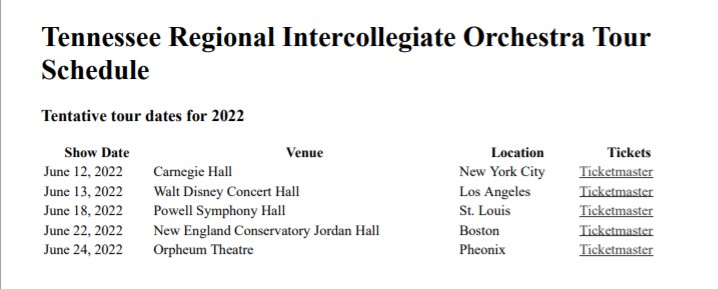 Tennessee Regional Intercollegiate Orchestra Tour
Schedule
Tentative tour dates for 2022
Show Date Venue Location Tickets
June 12, 2022 Carnegie Hall New York City Ticketmaster
June 13, 2022 Walt Disney Concert Hall Los Angeles Ticketmaster
June 18, 2022 Powell Symphony Hall St. Louis Ticketmaster
June 22, 2022 New England Conservatory Jordan Hall Boston Ticketmaster
June 24, 2022 Orpheum Theatre Pheonix Ticketmaster